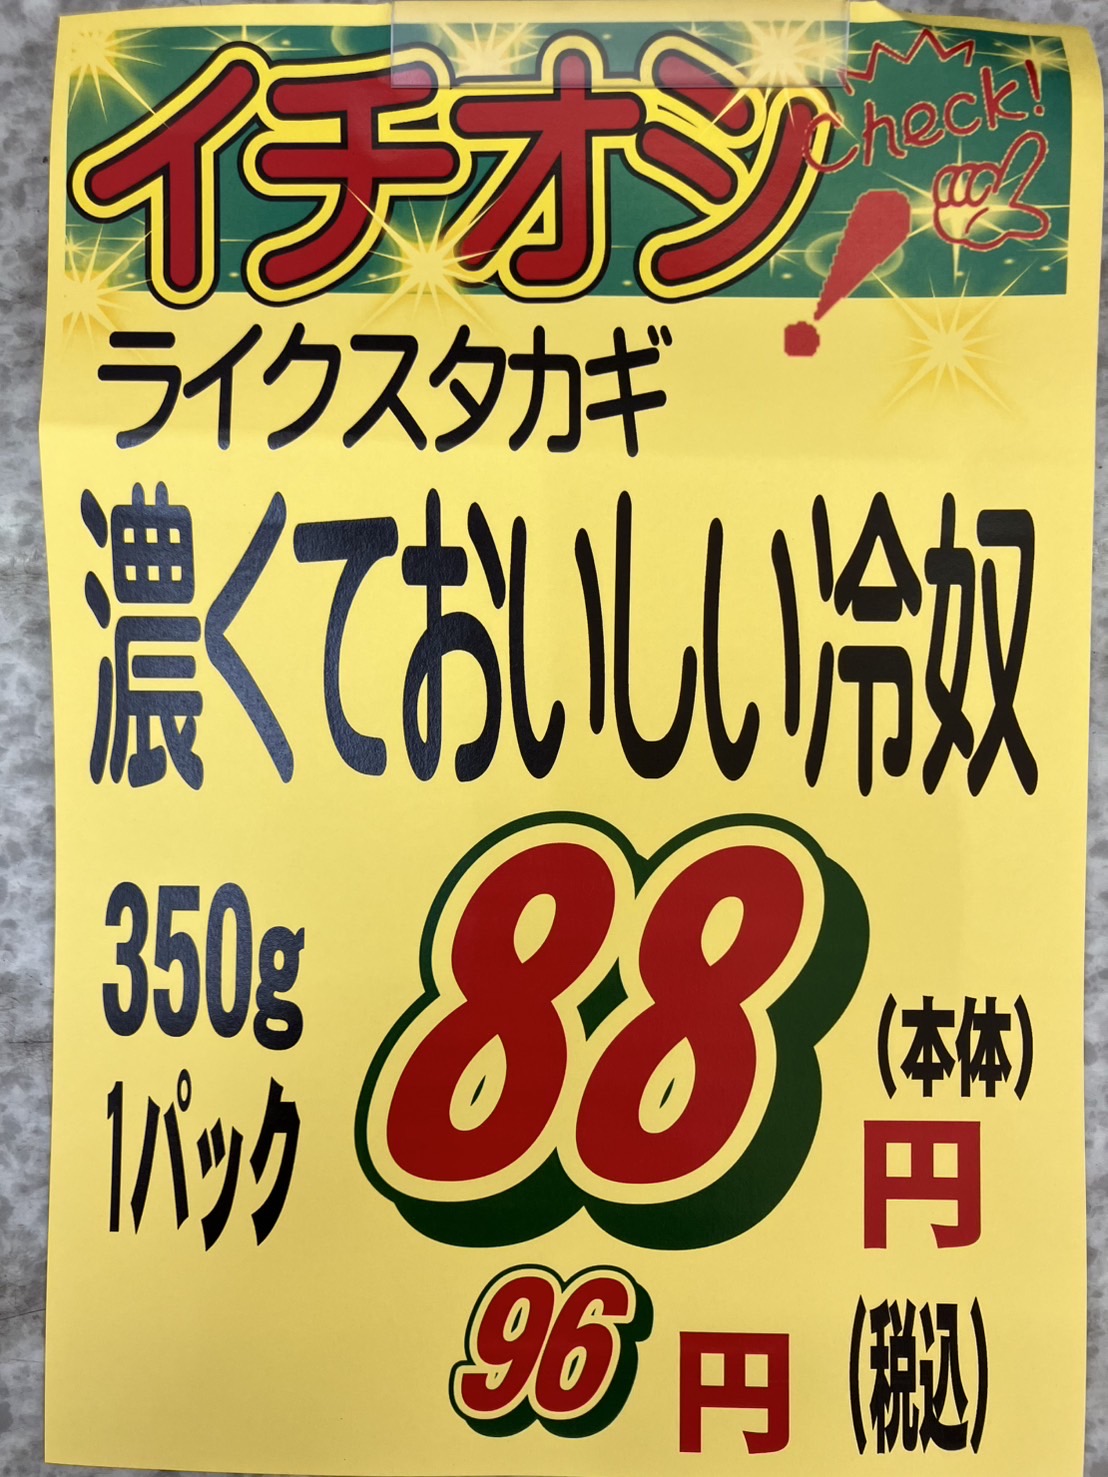 イチオシ
Check!
!
ライクスタカギ
濃くておいしい冷奴
350g
1パック
88
(本体)
円
96円
(税込)